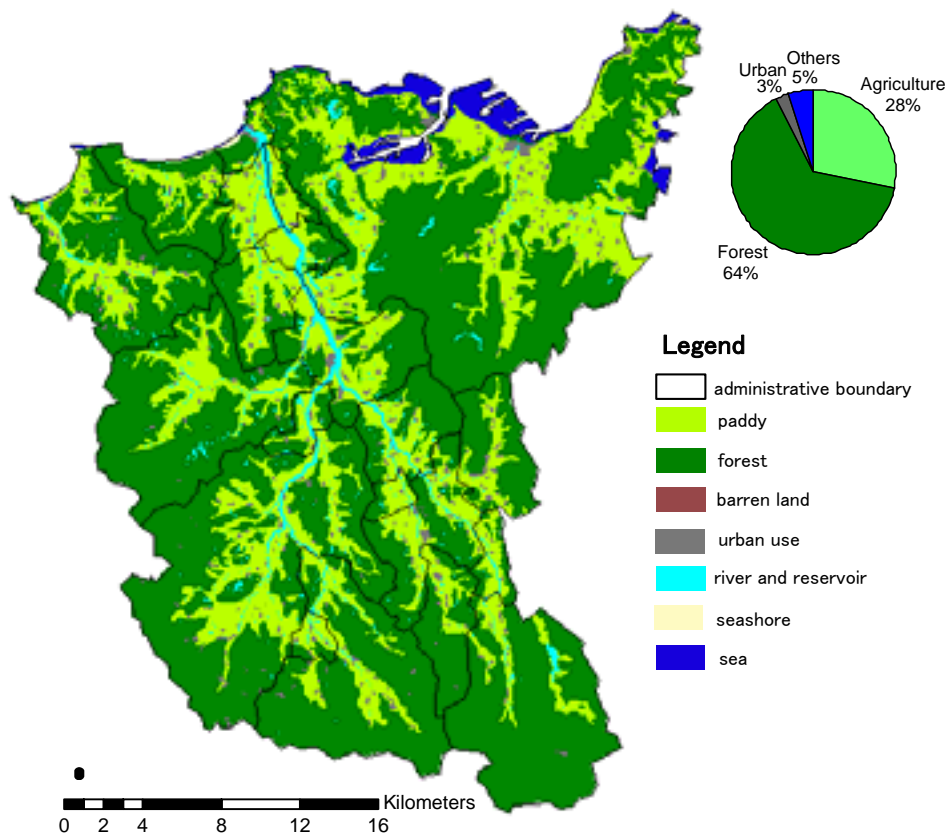 Others
5%
Urban
3%
Agriculture
28%
Forest
64%
Legend
administrative boundary
paddy
forest
barren land
urban use
river and reservoir
seashore
sea
Kilometers
0 2 4 8 12 16